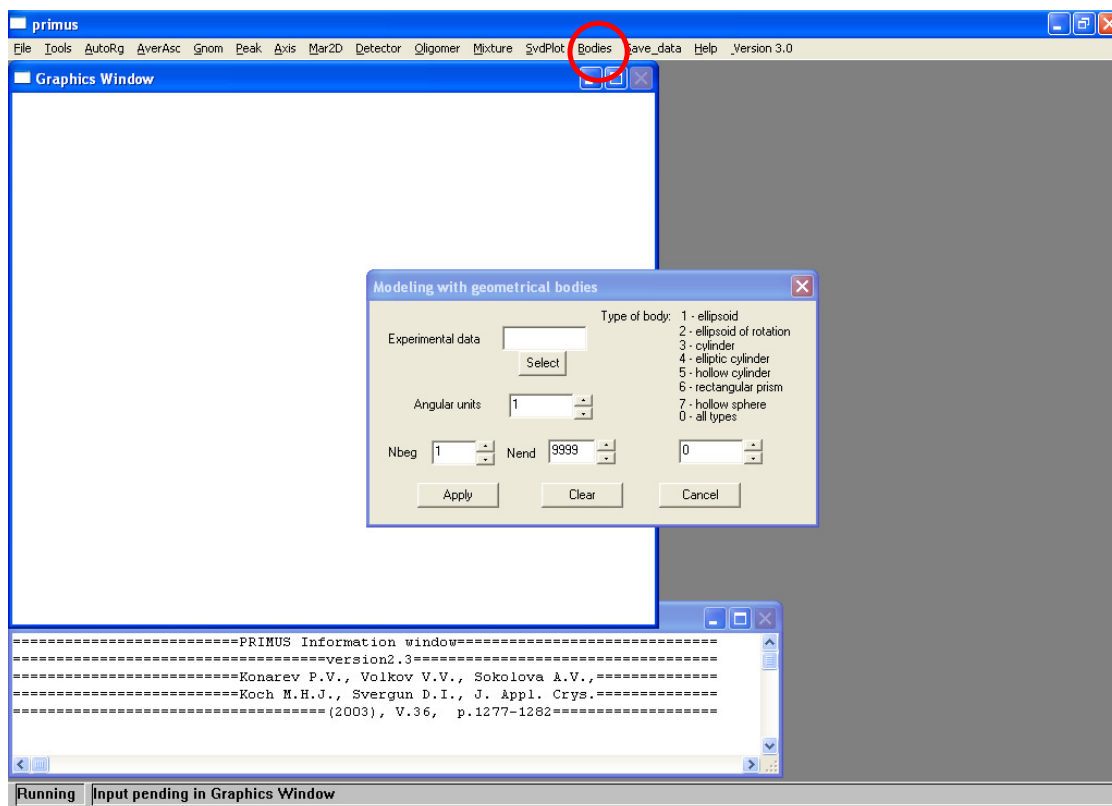 primus
File Tools AutoRg AverAsc Gnom Peak Axis Mar2D Detector Oligomer Mixture SvdPlot Bodies Save_data Help _Version 3.0
Graphics Window
Modeling with geometrical bodies
Type of body: 1 - ellipsoid
2 - ellipsoid of rotation
3 - cylinder
4 - elliptic cylinder
5 - hollow cylinder
6 - rectangular prism
7 - hollow sphere
0 - all types
Experimental data
Select
Angular units 1
Nbeg 1 Nend 9999 0
Apply Clear Cancel
==========================PRIMUS Information window==============================
====================================version2.3===================================
==========================Konarev P.V., Volkov V.V., Sokolova A.V.,==============
==========================Koch M.H.J., Svergun D.I., J. Appl. Crys.==============
====================================(2003), V.36,  p.1277-1282===================
Running Input pending in Graphics Window